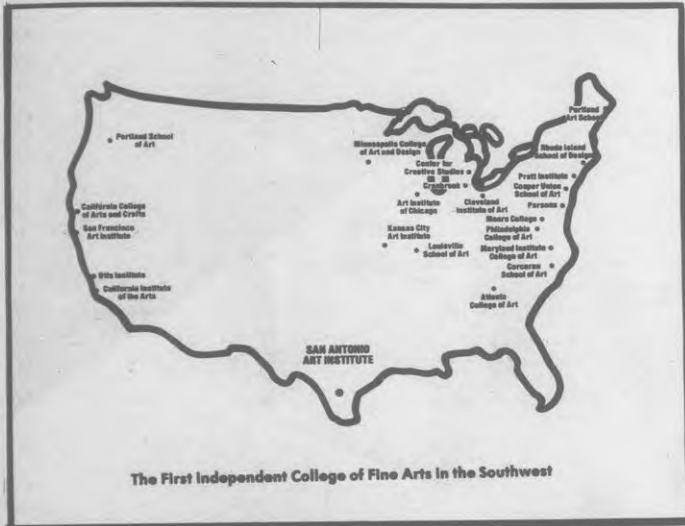 Portland School
of Art
California College
of Arts and Crafts
San Francisco
Art Institute
Otis Institute
California Institute
of the Arts
Minneapolis College
of Art and Design
Center for
Creative Studies
Cranbrook
Art Institute
of Chicago
Cleveland
Institute of Art
Kansas City
Art Institute
Louisville
School of Art
Portland
Art School
Rhode Island
School of Design
Pratt Institute
Cooper Union
School of Art
Parsons
Moore College
Philadelphia
College of Art
Maryland Institute
College of Art
Corcoran
School of Art
Atlanta
College of Art
SAN ANTONIO
ART INSTITUTE
The First Independent College of Fine Arts in the Southwest